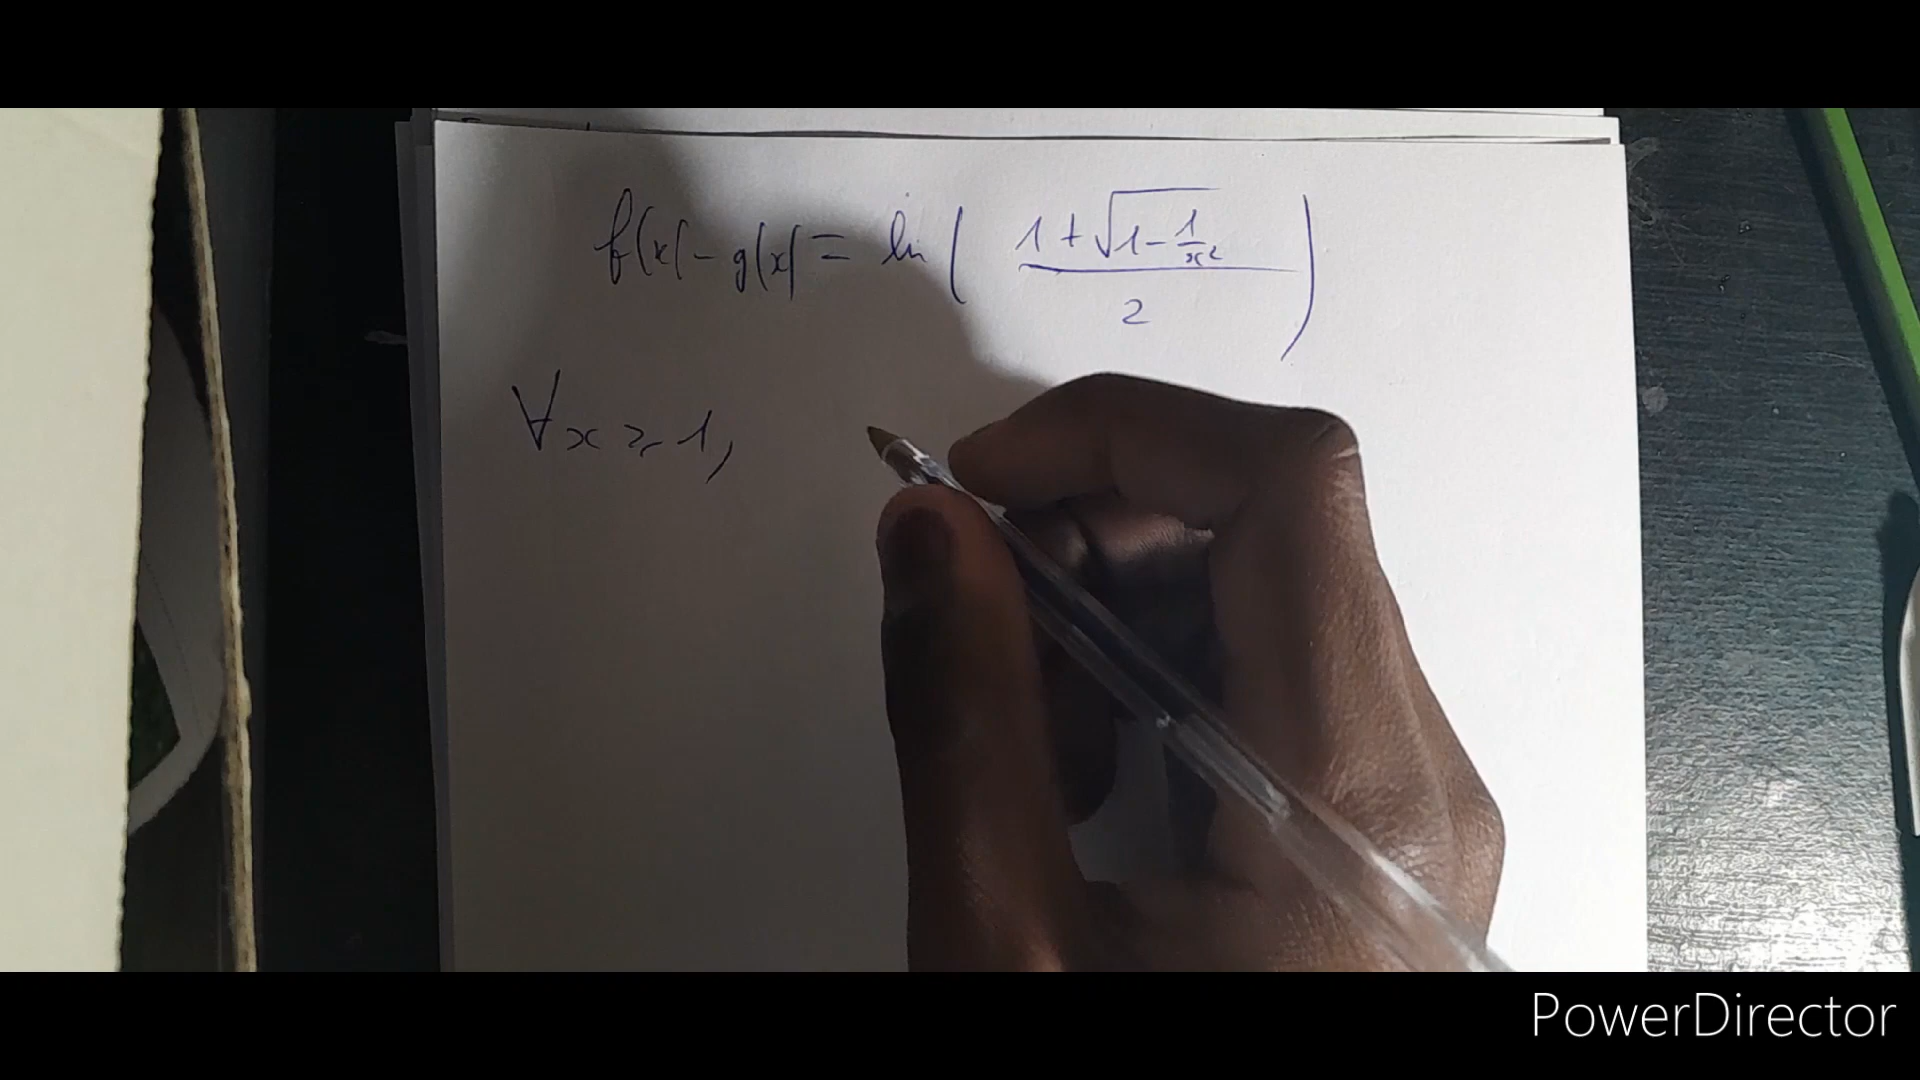 f(x) - g(x) = ln( (1 + √(1 - 1/x²)) / 2 )
∀x ≥ 1,
PowerDirector